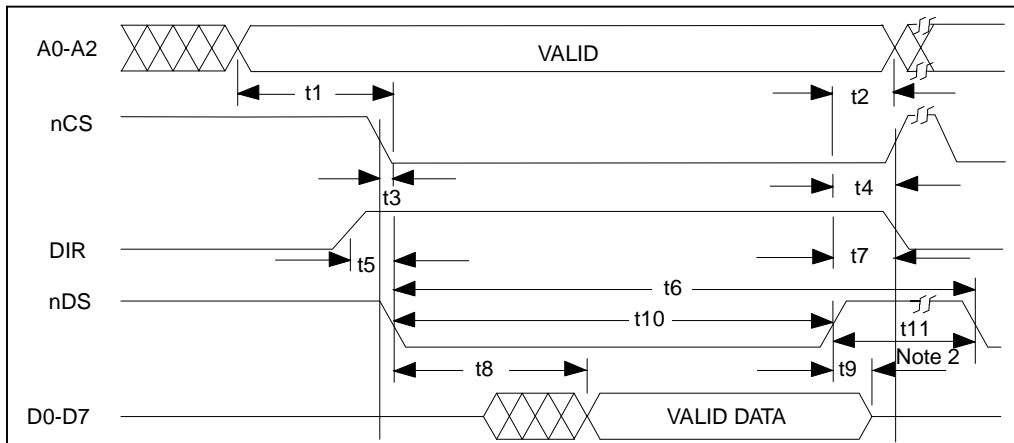 A0-A2
VALID
t1
t2
nCS
t3
t4
DIR
t5
t7
t6
nDS
t10
t11
Note 2
t8
t9
D0-D7
VALID DATA